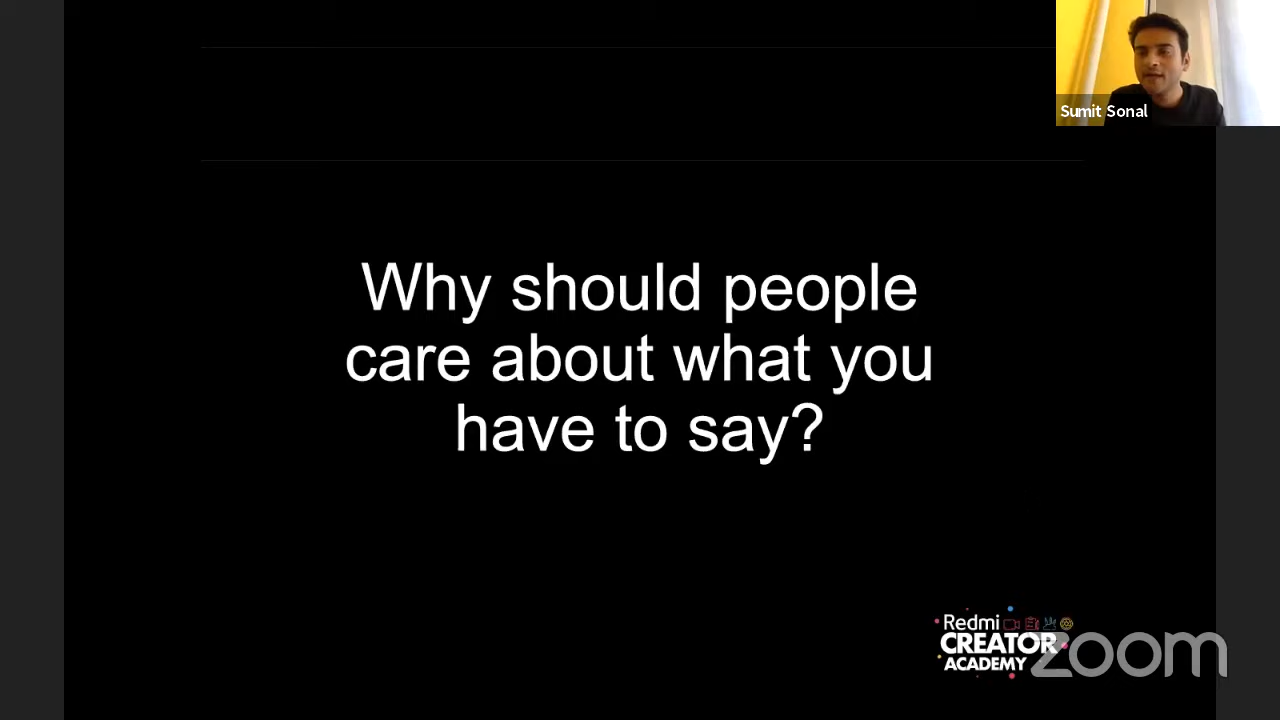 Sumit Sonal
Why should people
care about what you
have to say?
Redmi
CREATOR
ACADEMY
zoom